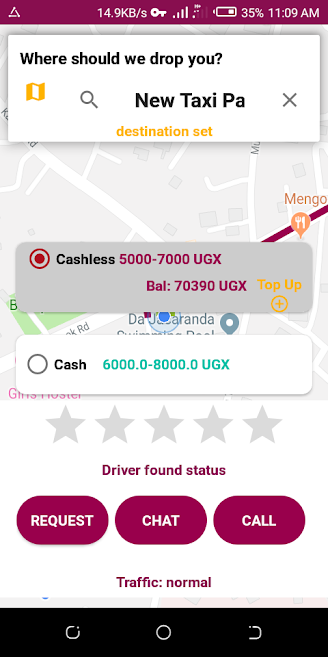 14.9KB/s 35% 11:09 AM
Where should we drop you?
New Taxi Pa
destination set
Mengo
Cashless 5000-7000 UGX
Bal: 70390 UGX Top Up
Da Jacaranda
Swimming Pool
Cash 6000.0-8000.0 UGX
Girls Hostel
Driver found status
REQUEST CHAT CALL
Traffic: normal